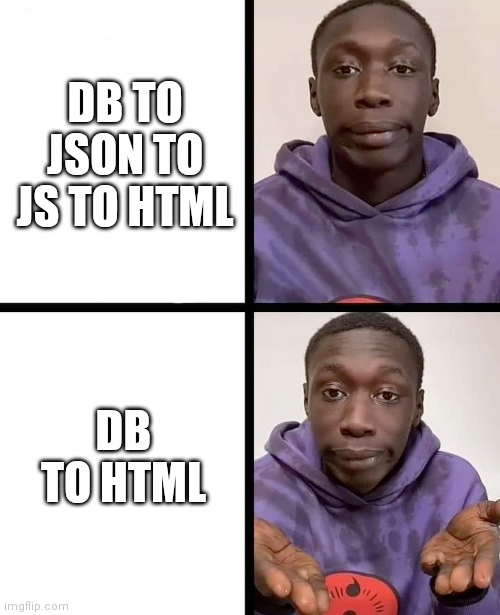 DB TO
JSON TO
JS TO HTML
DB
TO HTML
imgflip.com